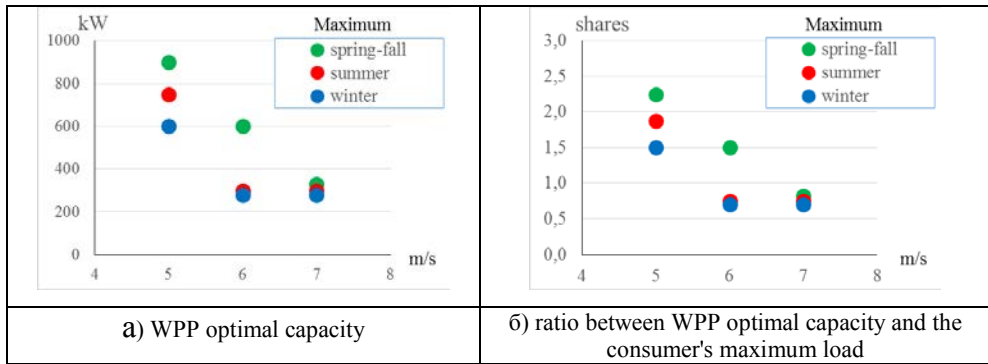 kW
Maximum
1000
spring-fall
800
summer
winter
600
400
200
0
m/s
4 5 6 7 8
а) WPP optimal capacity
shares
Maximum
3,0
spring-fall
2,5
summer
2,0
winter
1,5
1,0
0,5
0,0
m/s
4 5 6 7 8
б) ratio between WPP optimal capacity and the
consumer's maximum load